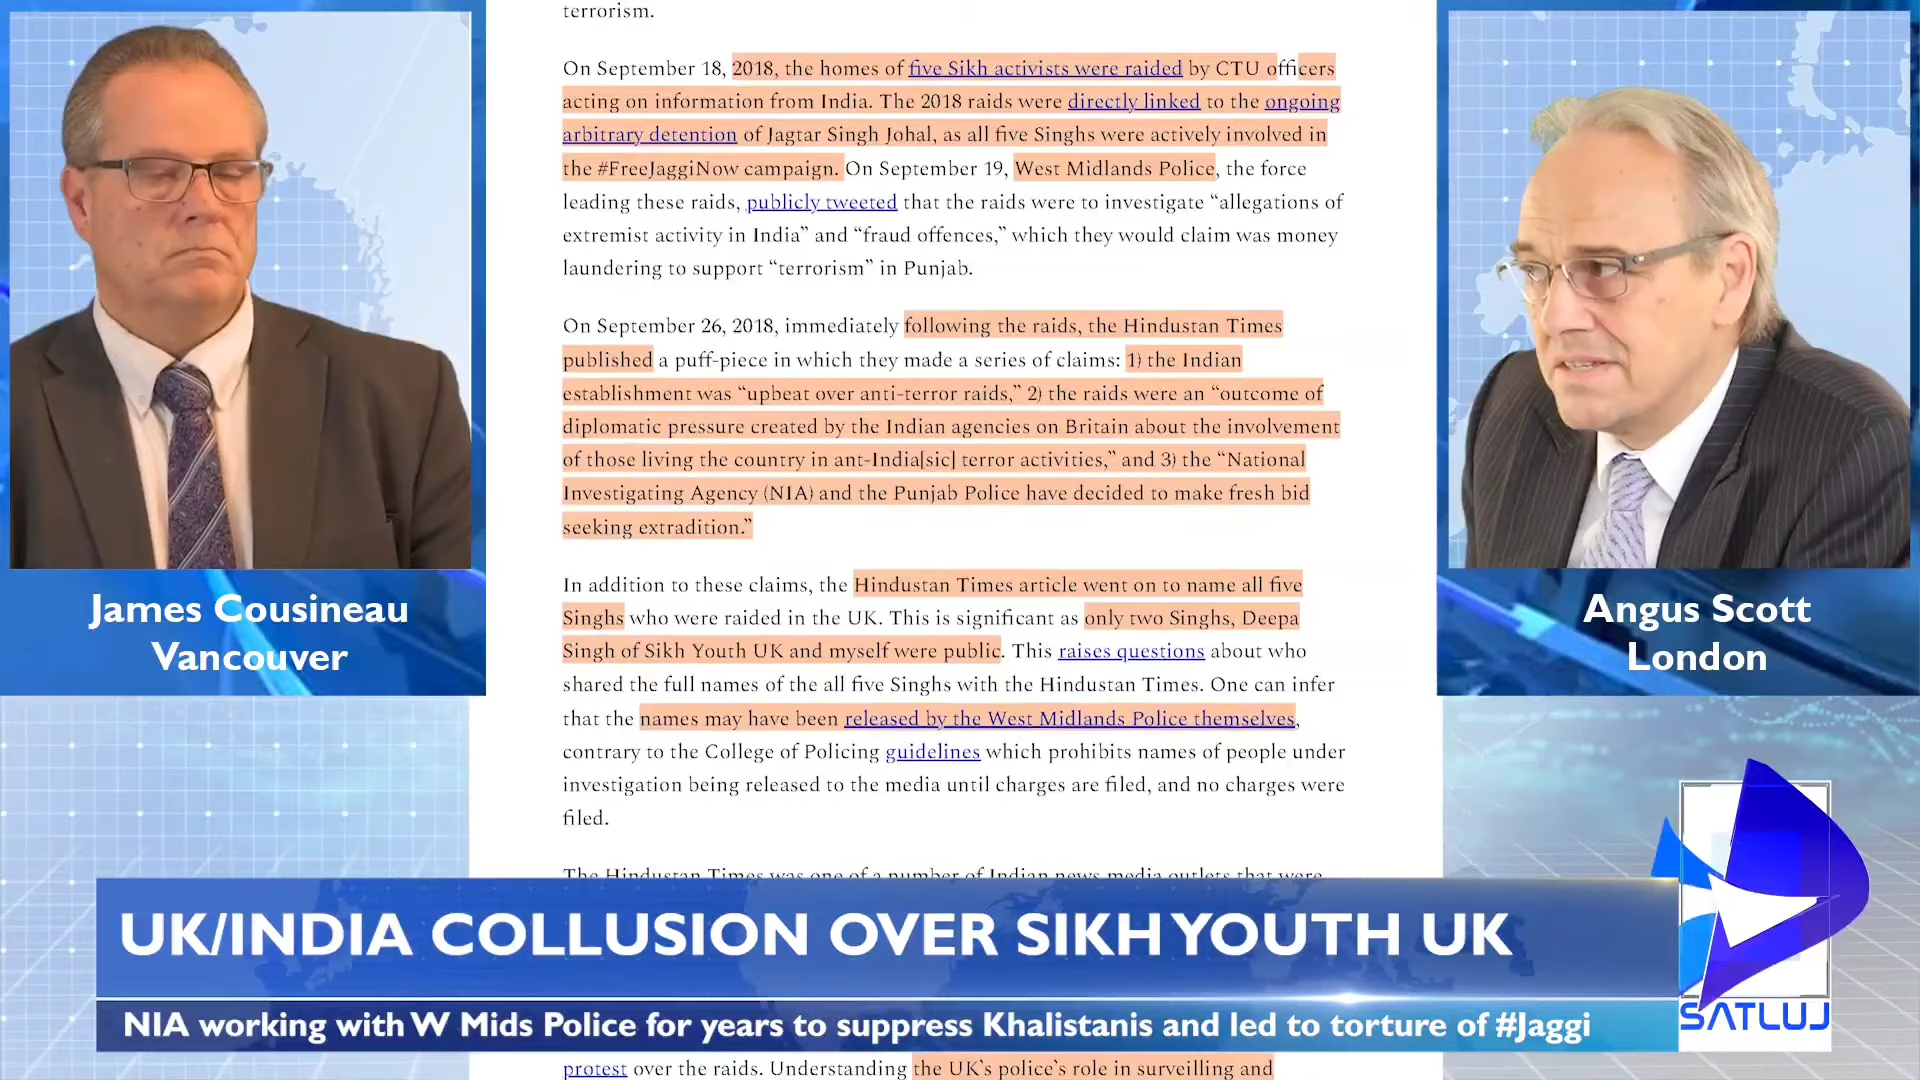 terrorism.
On September 18, 2018, the homes of five Sikh activists were raided by CTU officers
acting on information from India. The 2018 raids were directly linked to the ongoing
arbitrary detention of Jagtar Singh Johal, as all five Singhs were actively involved in
the #FreeJaggiNow campaign. On September 19, West Midlands Police, the force
leading these raids, publicly tweeted that the raids were to investigate “allegations of
extremist activity in India” and “fraud offences,” which they would claim was money
laundering to support “terrorism” in Punjab.
On September 26, 2018, immediately following the raids, the Hindustan Times
published a puff-piece in which they made a series of claims: 1) the Indian
establishment was “upbeat over anti-terror raids,” 2) the raids were an “outcome of
diplomatic pressure created by the Indian agencies on Britain about the involvement
of those living the country in ant-India[sic] terror activities,” and 3) the “National
Investigating Agency (NIA) and the Punjab Police have decided to make fresh bid
seeking extradition.”
In addition to these claims, the Hindustan Times article went on to name all five
Singhs who were raided in the UK. This is significant as only two Singhs, Deepa
Singh of Sikh Youth UK and myself were public. This raises questions about who
shared the full names of the all five Singhs with the Hindustan Times. One can infer
that the names may have been released by the West Midlands Police themselves,
contrary to the College of Policing guidelines which prohibits names of people under
investigation being released to the media until charges are filed, and no charges were
filed.
The Hindustan Times was one of a number of Indian news media outlets that were
James Cousineau
Vancouver
Angus Scott
London
UK/INDIA COLLUSION OVER SIKH YOUTH UK
NIA working with W Mids Police for years to suppress Khalistanis and led to torture of #Jaggi
SATLUJ
protest over the raids. Understanding the UK’s police’s role in surveilling and